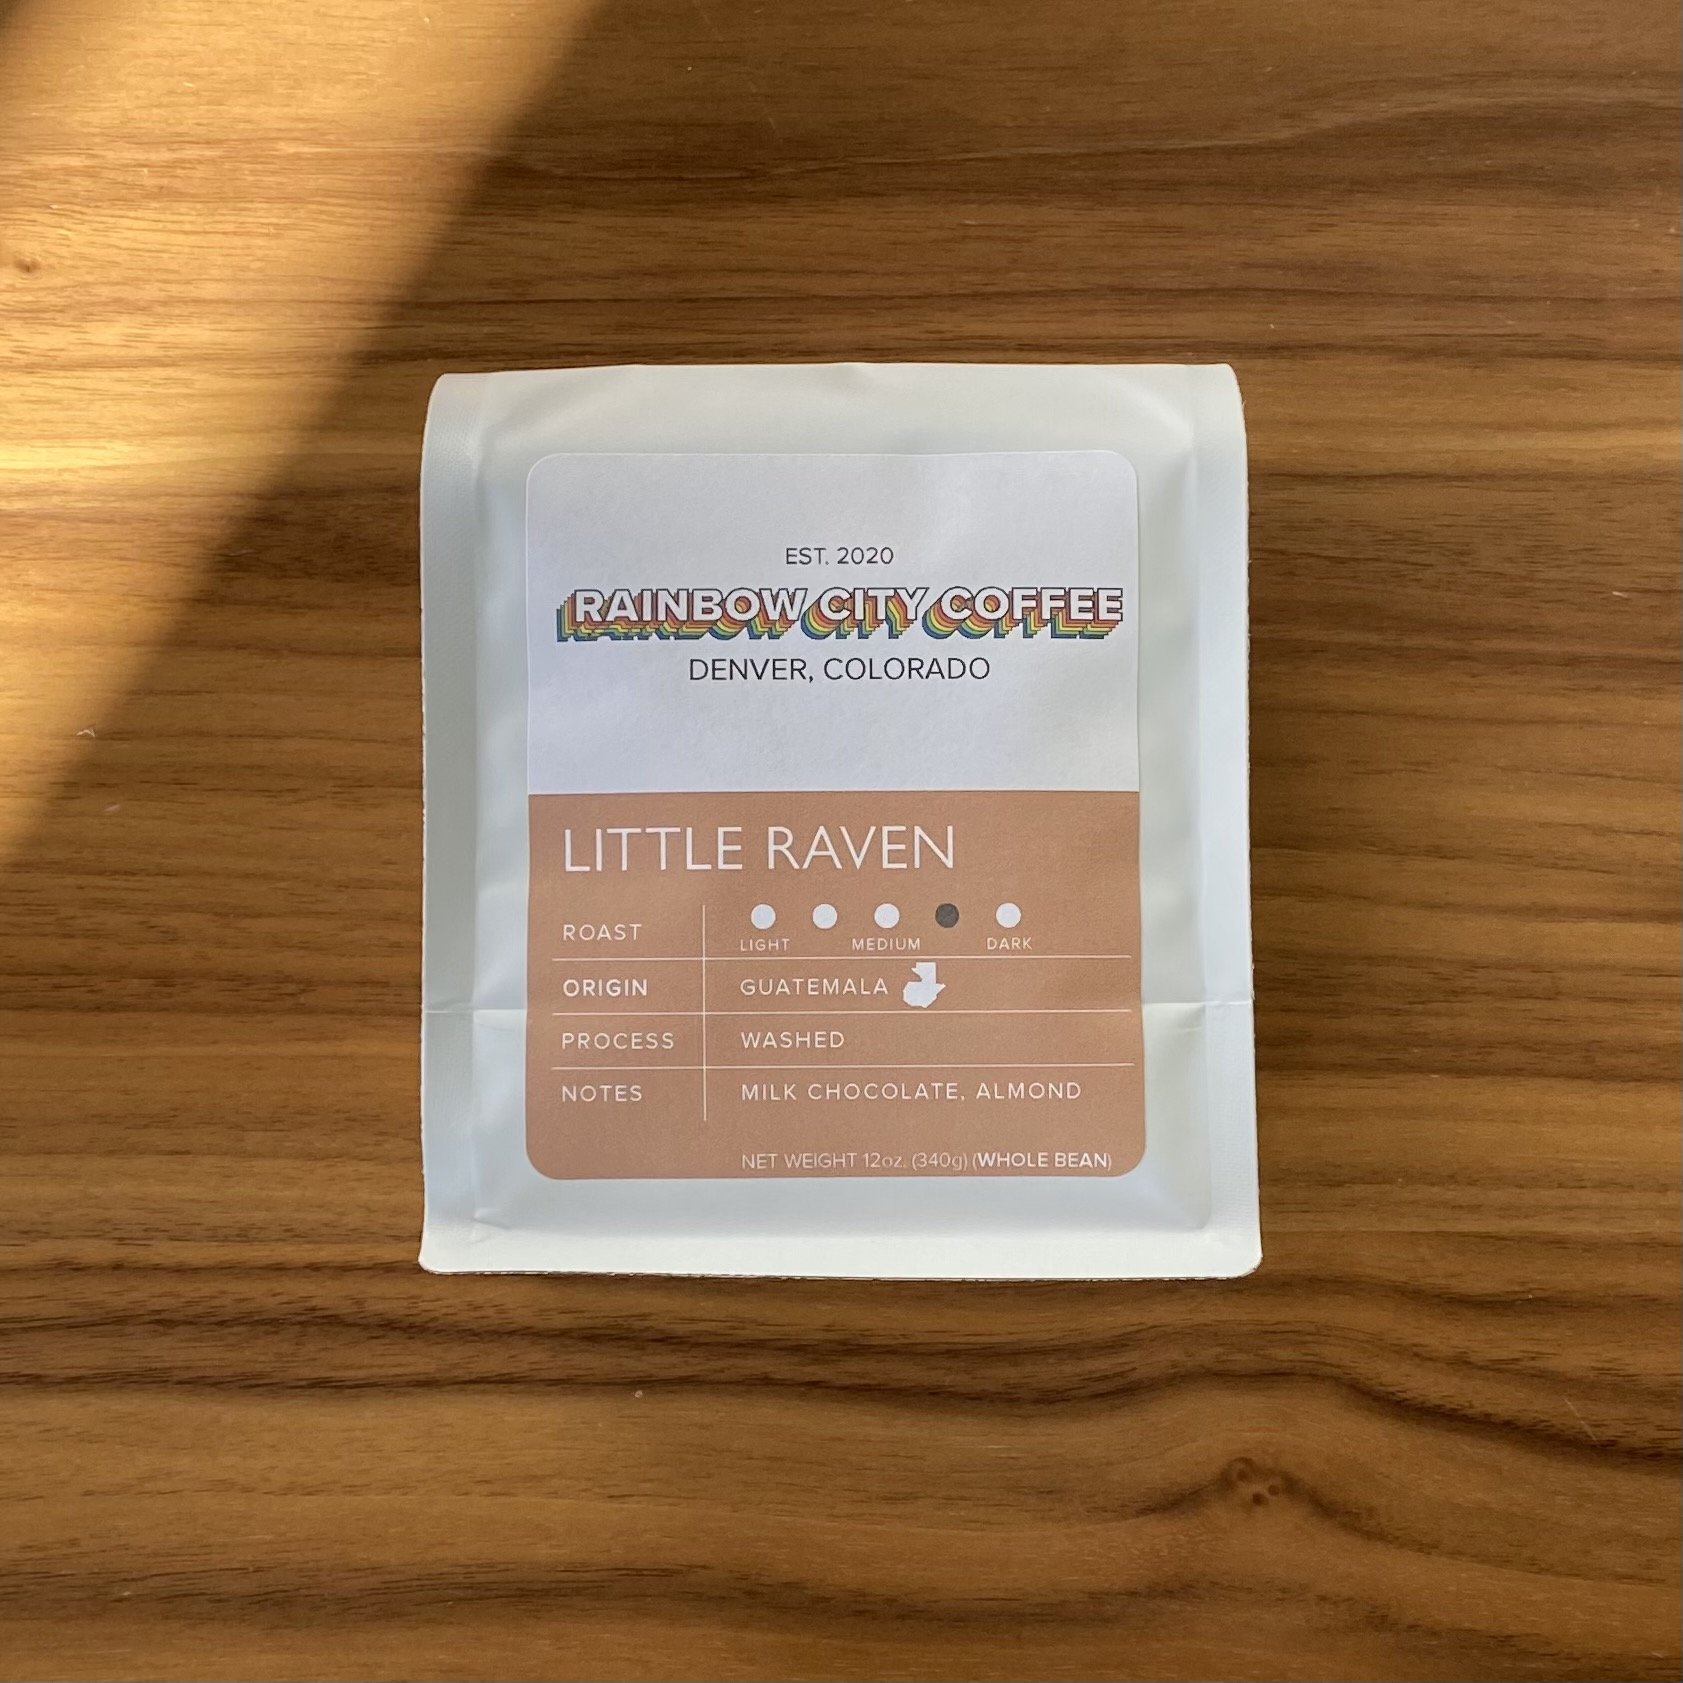 EST. 2020
RAINBOW CITY COFFEE
DENVER, COLORADO
LITTLE RAVEN
ROAST
LIGHT MEDIUM DARK
ORIGIN GUATEMALA
PROCESS WASHED
NOTES MILK CHOCOLATE, ALMOND
NET WEIGHT 12oz. (340g) (WHOLE BEAN)